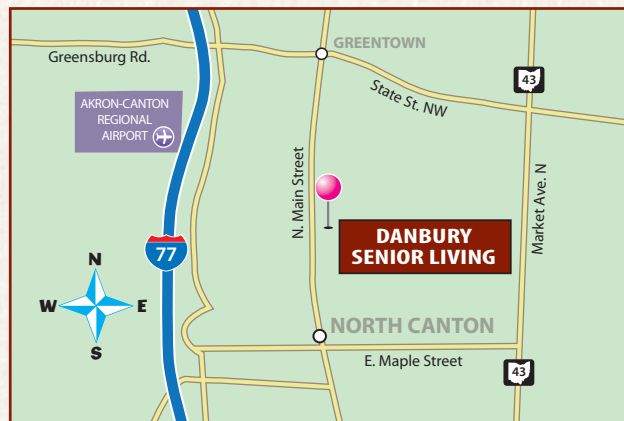 GREENTOWN
Greensburg Rd.
43
State St. NW
AKRON-CANTON
REGIONAL
AIRPORT
N. Main Street
Market Ave. N
DANBURY
SENIOR LIVING
77
N
W
E
S
NORTH CANTON
E. Maple Street
43